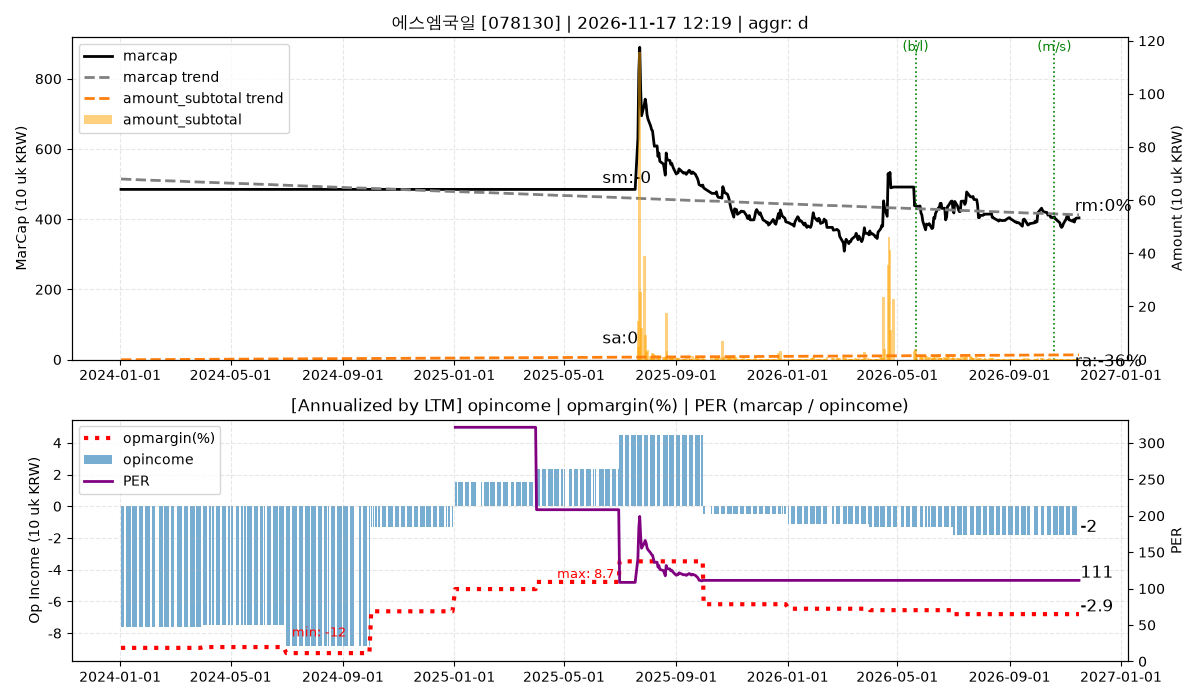 에스엠국일 [078130] | 2026-11-17 12:19 | aggr: d
marcap
marcap trend
amount_subtotal trend
amount_subtotal
(b/l)
(m/s)
sm:-0
rm:0%
sa:0
ra:-36%
MarCap (10 uk KRW)
800
600
400
200
0
Amount (10 uk KRW)
120
100
80
60
40
20
0
2024-01-01 2024-05-01 2024-09-01 2025-01-01 2025-05-01 2025-09-01 2026-01-01 2026-05-01 2026-09-01 2027-01-01
[Annualized by LTM] opincome | opmargin(%) | PER (marcap / opincome)
opmargin(%)
opincome
PER
max: 8.7
min: -12
-2
111
-2.9
Op Income (10 uk KRW)
4
2
0
-2
-4
-6
-8
PER
300
250
200
150
100
50
0
2024-01-01 2024-05-01 2024-09-01 2025-01-01 2025-05-01 2025-09-01 2026-01-01 2026-05-01 2026-09-01 2027-01-01